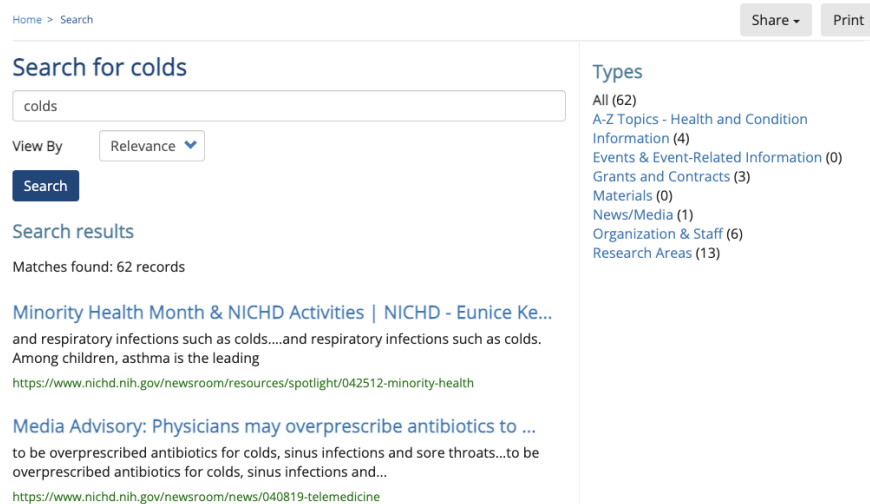 Home > Search
Share
Print
Search for colds
colds
View By
Relevance
Search
Search results
Matches found: 62 records
Minority Health Month & NICHD Activities | NICHD - Eunice Ke...
and respiratory infections such as colds....and respiratory infections such as colds.
Among children, asthma is the leading
https://www.nichd.nih.gov/newsroom/resources/spotlight/042512-minority-health
Media Advisory: Physicians may overprescribe antibiotics to ...
to be overprescribed antibiotics for colds, sinus infections and sore throats...to be
overprescribed antibiotics for colds, sinus infections and...
https://www.nichd.nih.gov/newsroom/news/040819-telemedicine
Types
All (62)
A-Z Topics - Health and Condition
Information (4)
Events & Event-Related Information (0)
Grants and Contracts (3)
Materials (0)
News/Media (1)
Organization & Staff (6)
Research Areas (13)